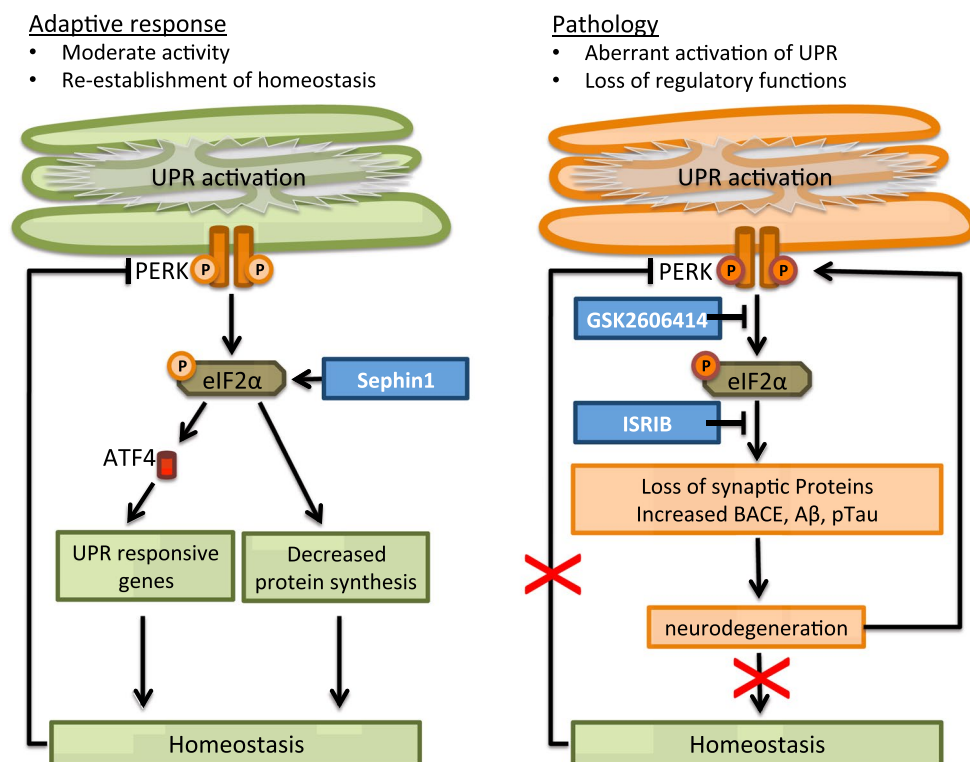 Adaptive response
• Moderate activity
• Re-establishment of homeostasis
UPR activation
PERK
P
P
P
eIF2α
Sephin1
ATF4
UPR responsive
genes
Decreased
protein synthesis
Homeostasis
Pathology
• Aberrant activation of UPR
• Loss of regulatory functions
UPR activation
PERK
P
P
GSK2606414
P
eIF2α
ISRIB
Loss of synaptic Proteins
Increased BACE, Aβ, pTau
neurodegeneration
Homeostasis